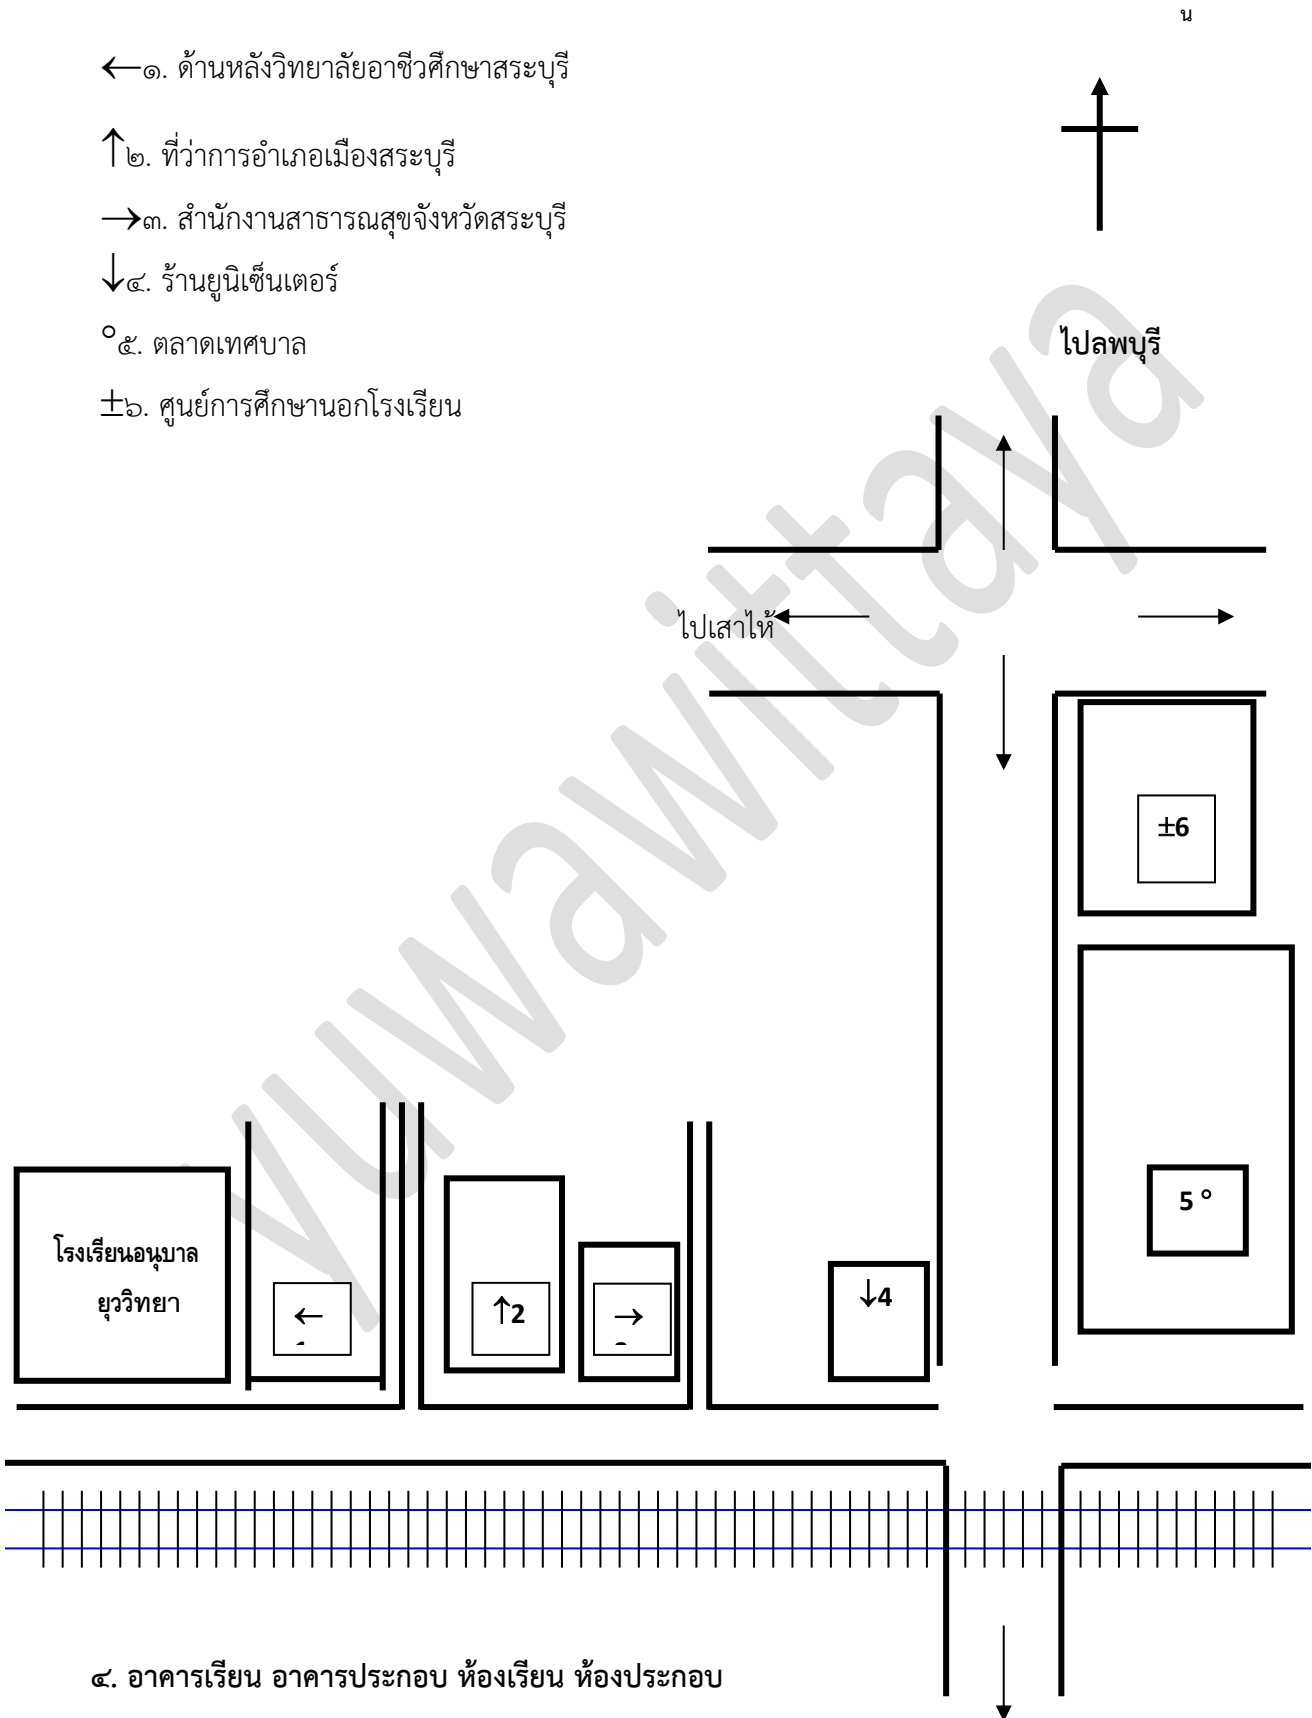 น
←๑. ด้านหลังวิทยาลัยอาชีวศึกษาสระบุรี
↑๒. ที่ว่าการอำเภอเมืองสระบุรี
→๓. สำนักงานสาธารณสุขจังหวัดสระบุรี
↓๔. ร้านยูนิเซ็นเตอร์
°๕. ตลาดเทศบาล
ไปลพบุรี
±๖. ศูนย์การศึกษานอกโรงเรียน
yuwawittaya
ไปเสาไห้
±6
5 °
โรงเรียนอนุบาล
ยุววิทยา
←
↑2
→
↓4
๔. อาคารเรียน อาคารประกอบ ห้องเรียน ห้องประกอบ